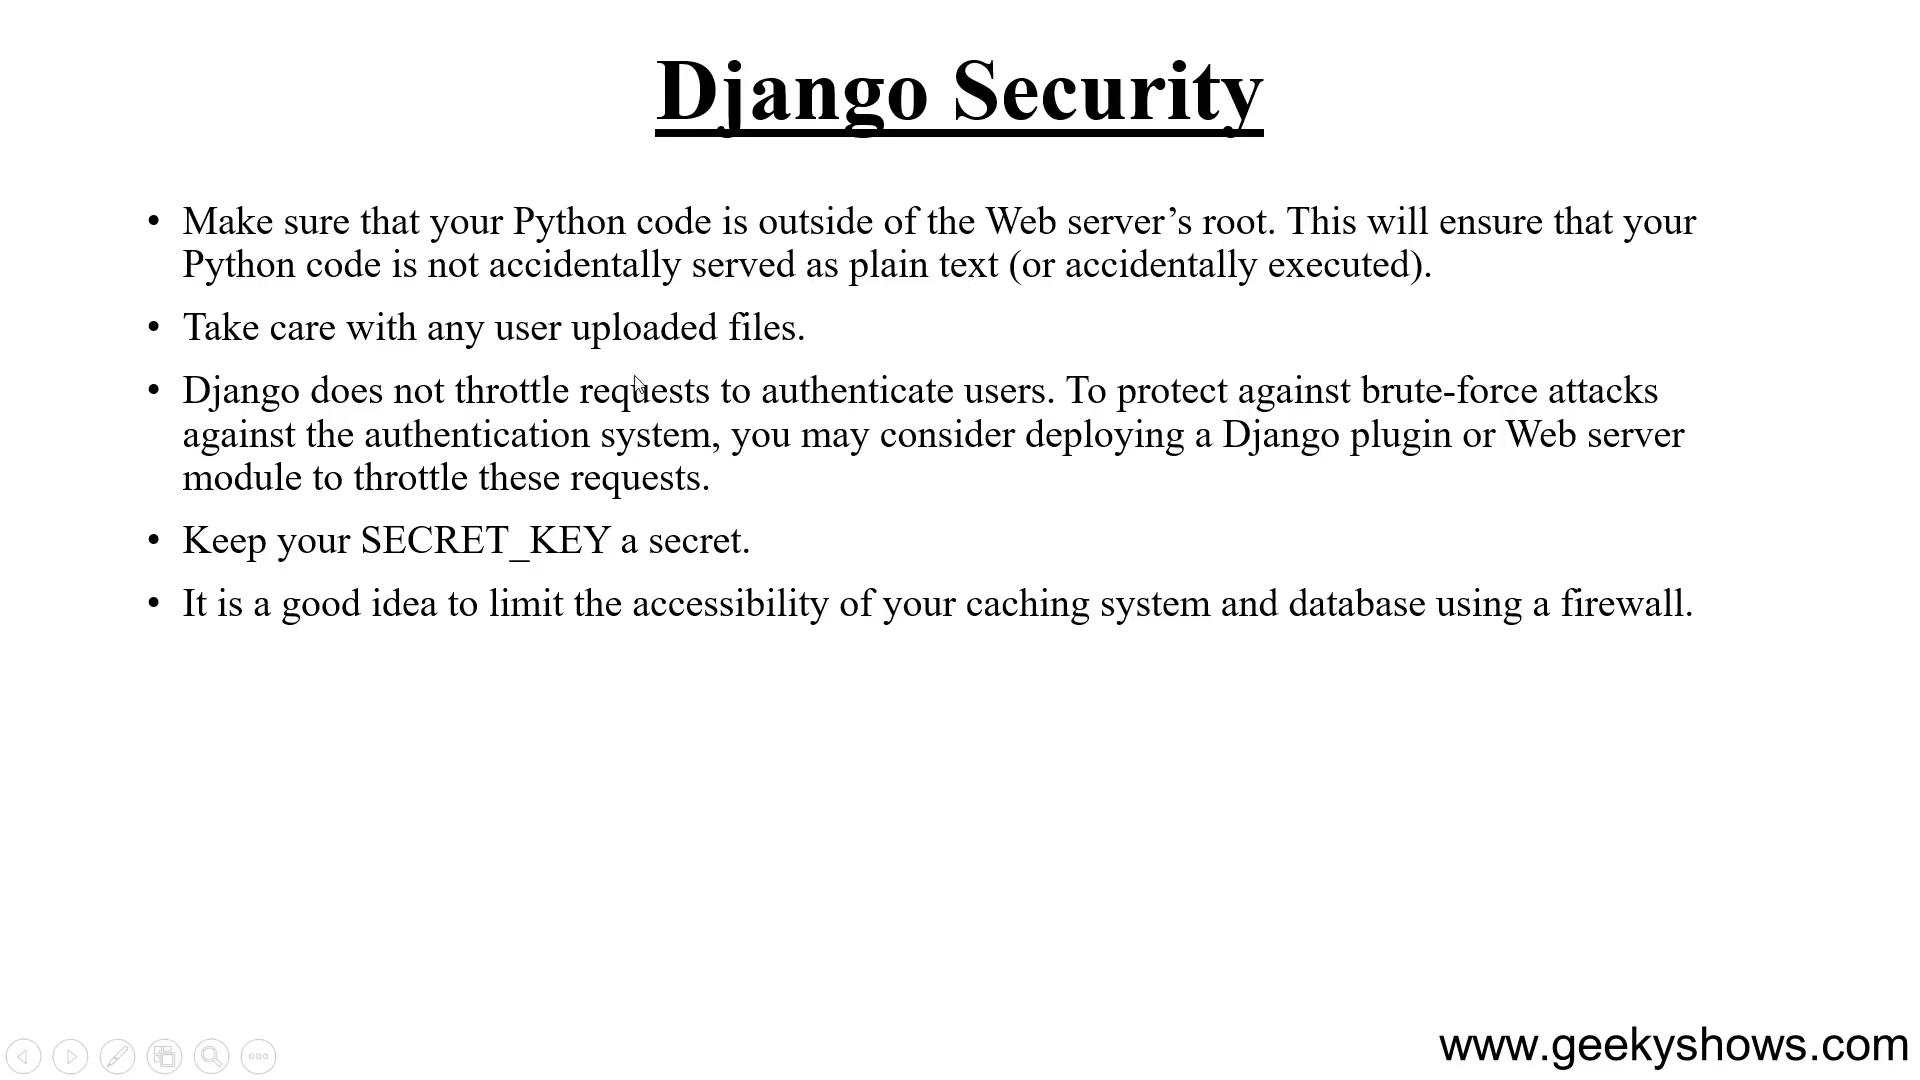 Django Security
• Make sure that your Python code is outside of the Web server’s root. This will ensure that your
Python code is not accidentally served as plain text (or accidentally executed).
• Take care with any user uploaded files.
• Django does not throttle requests to authenticate users. To protect against brute-force attacks
against the authentication system, you may consider deploying a Django plugin or Web server
module to throttle these requests.
• Keep your SECRET_KEY a secret.
• It is a good idea to limit the accessibility of your caching system and database using a firewall.
www.geekyshows.com